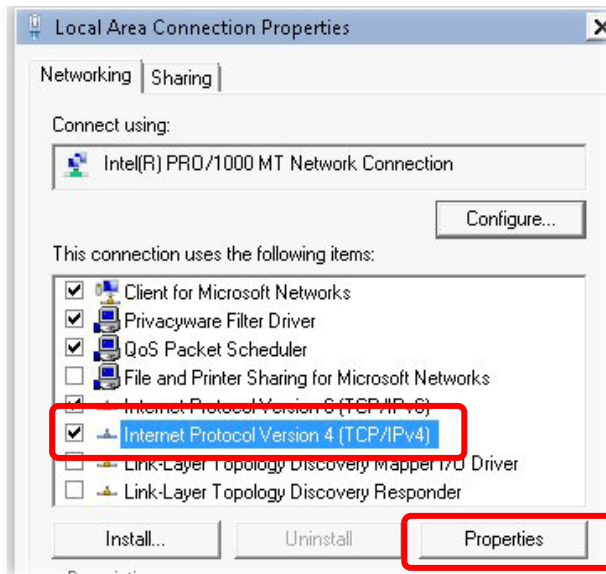 Local Area Connection Properties
Networking
Sharing
Connect using:
Intel(R) PRO/1000 MT Network Connection
Configure...
This connection uses the following items:
Client for Microsoft Networks
Privacyware Filter Driver
QoS Packet Scheduler
File and Printer Sharing for Microsoft Networks
Internet Protocol Version 6 (TCP/IPv6)
Internet Protocol Version 4 (TCP/IPv4)
Link-Layer Topology Discovery Mapper I/O Driver
Link-Layer Topology Discovery Responder
Install...
Uninstall
Properties